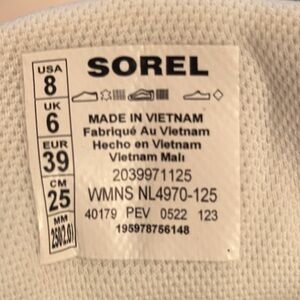 USA
8
UK
6
EUR
39
CM
25
MM
250(2.0)
SOREL
MADE IN VIETNAM
Fabriqué Au Vietnam
Hecho en Vietnam
Vietnam Malı
2039971125
WMNS NL4970-125
40179 PEV 0522 123
195978756148